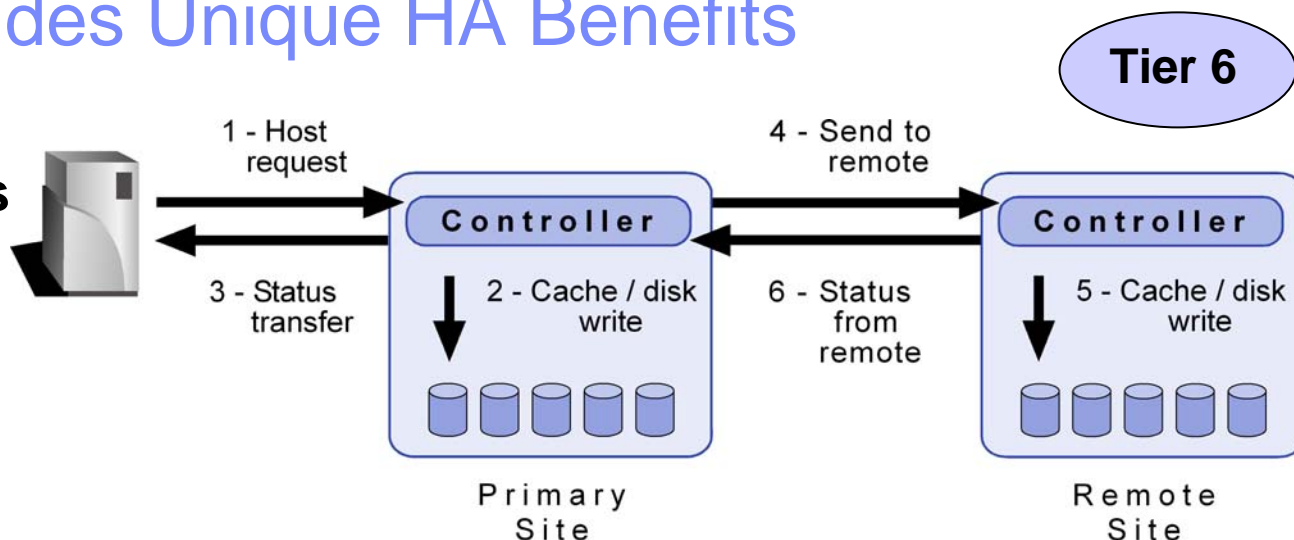 des Unique HA Benefits
Tier 6
1 - Host
request
4 - Send to
remote
s
Controller
Controller
3 - Status
transfer
2 - Cache / disk
write
6 - Status
from
remote
5 - Cache / disk
write
Primary
Site
Remote
Site